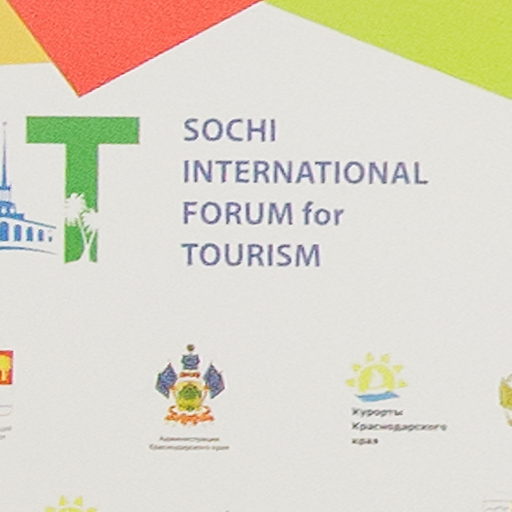 T
SOCHI
INTERNATIONAL
FORUM for
TOURISM
Администрация
Краснодарского края
Курорты
Краснодарского
края